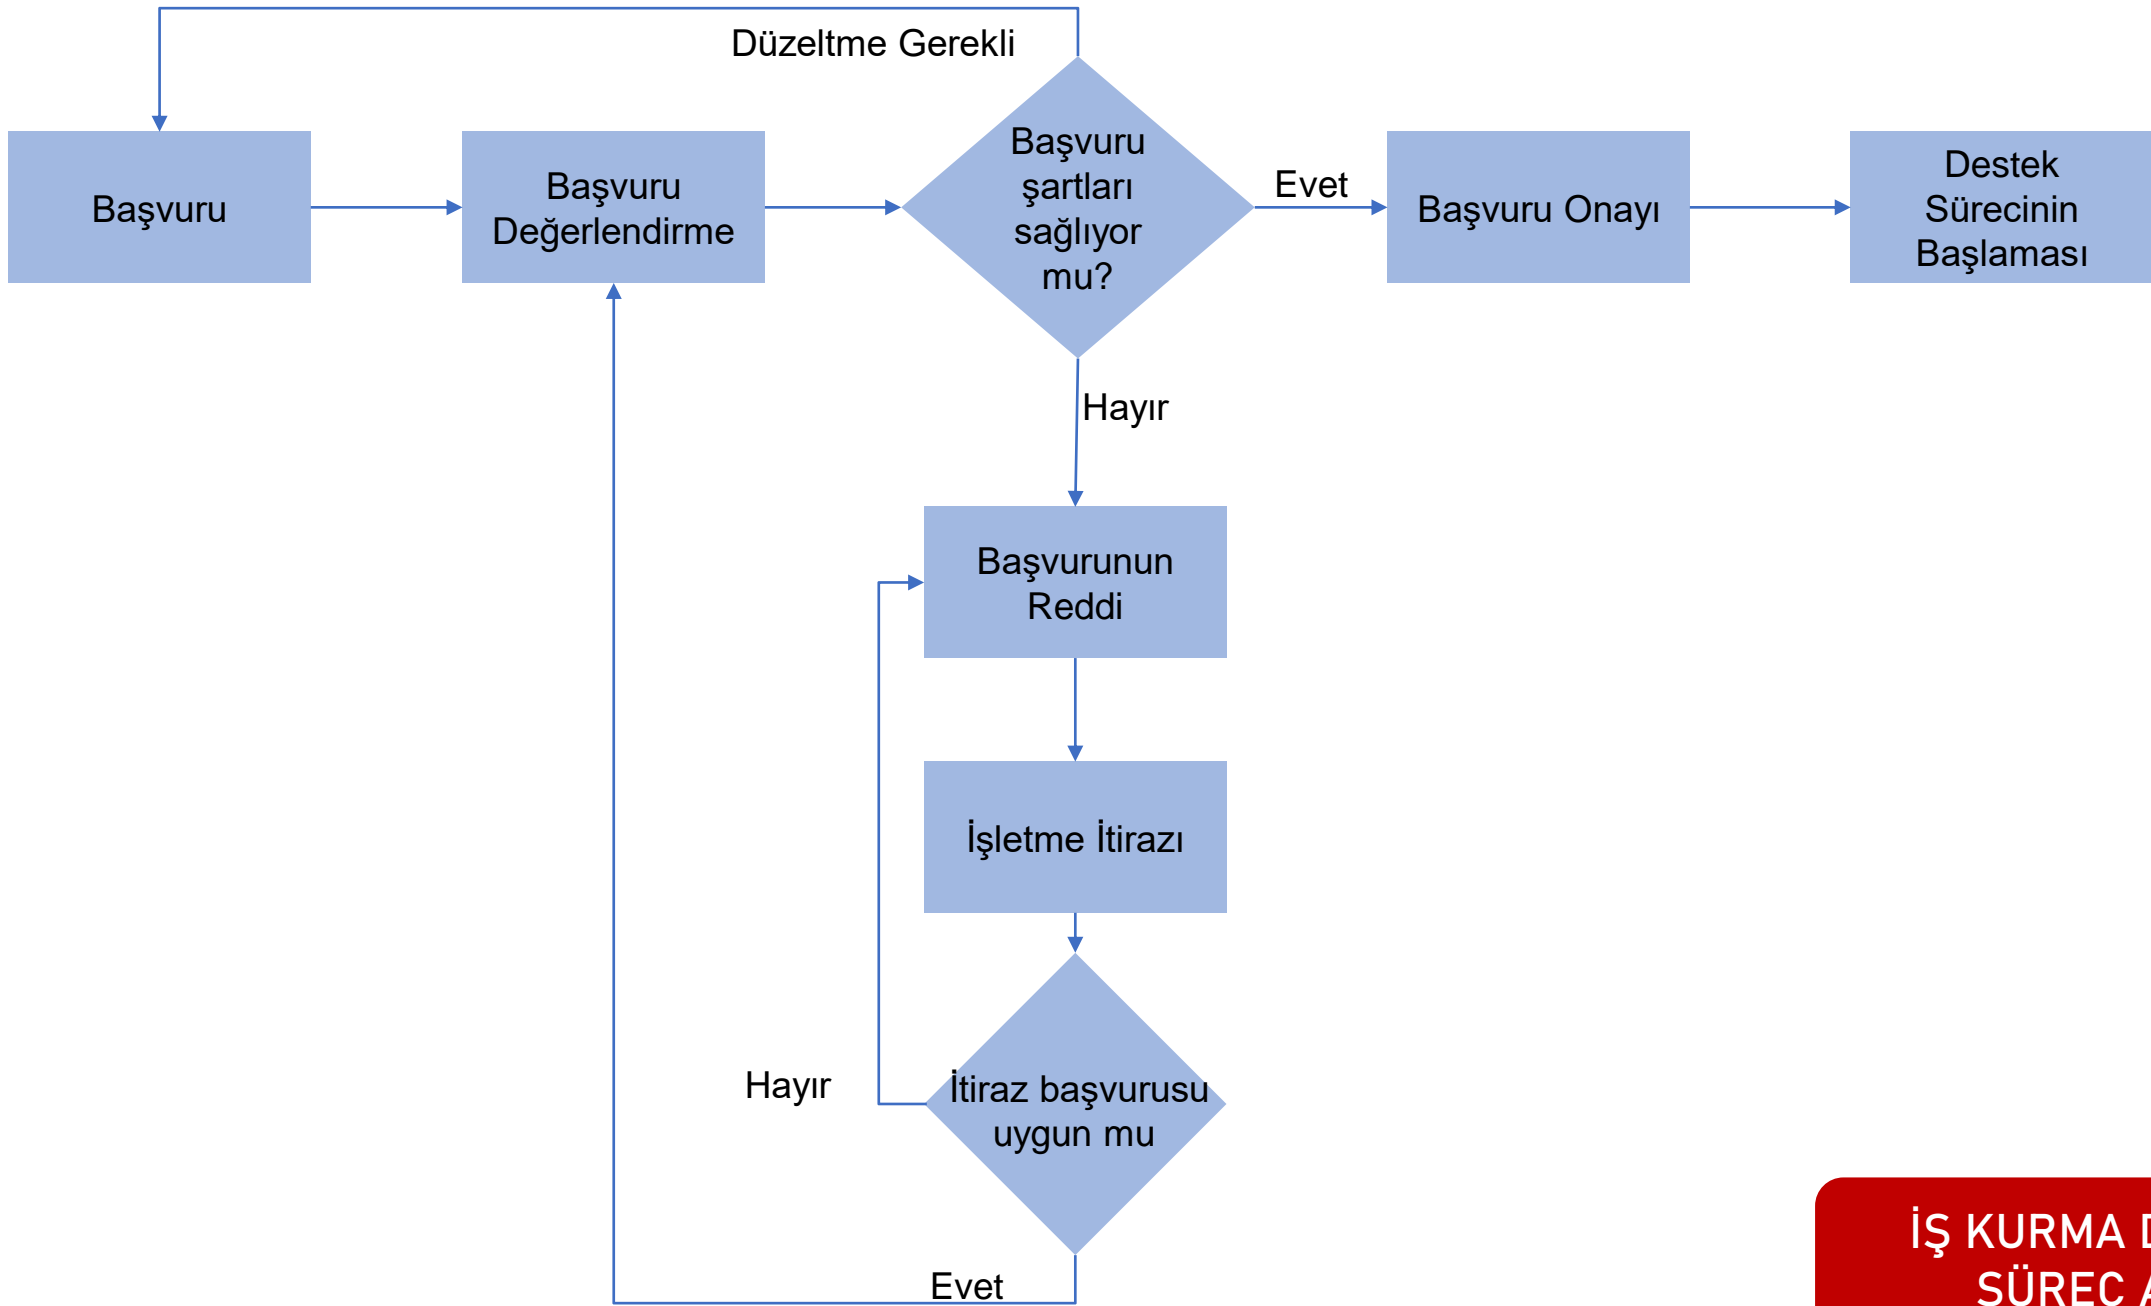 Düzeltme Gerekli
Başvuru
Başvuru
Değerlendirme
Başvuru
şartları
sağlıyor
mu?
Evet
Başvuru Onayı
Destek
Sürecinin
Başlaması
Hayır
Başvurunun
Reddi
İşletme İtirazı
Hayır
İtiraz başvurusu
uygun mu
Evet
İŞ KURMA
SÜREÇ